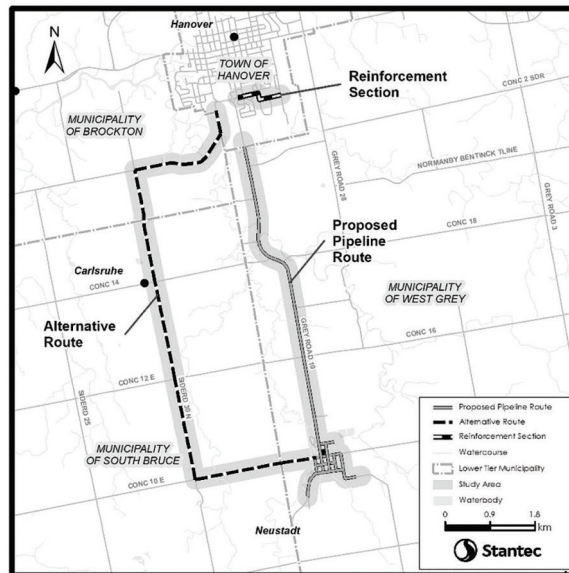 Hanover
N
TOWN OF
HANOVER
Reinforcement
Section
CONC 2 SDR
MUNICIPALITY
OF BROCKTON
NORMANBY BENTINCK TLINE
GREY ROAD 28
GREY ROAD 3
CONC 18
Proposed
Pipeline
Route
Carlsruhe
CONC 14
MUNICIPALITY
OF WEST GREY
Alternative
Route
CONC 16
GREY ROAD 10
CONC 12 E
SIDERD 30 N
SIDERD 25
MUNICIPALITY
OF SOUTH BRUCE
CONC 10 E
Neustadt
Proposed Pipeline Route
Alternative Route
Reinforcement Section
Watercourse
Lower Tier Municipality
Study Area
Waterbody
0 0.9 1.8
km
Stantec